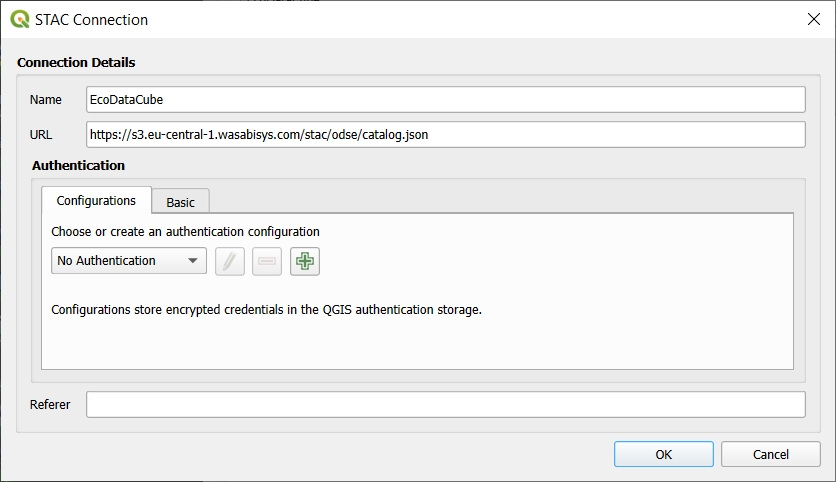 STAC Connection
Connection Details
Name EcoDataCube
URL https://s3.eu-central-1.wasabisys.com/stac/odse/catalog.json
Authentication
Configurations Basic
Choose or create an authentication configuration
No Authentication
Configurations store encrypted credentials in the QGIS authentication storage.
Referer
OK Cancel